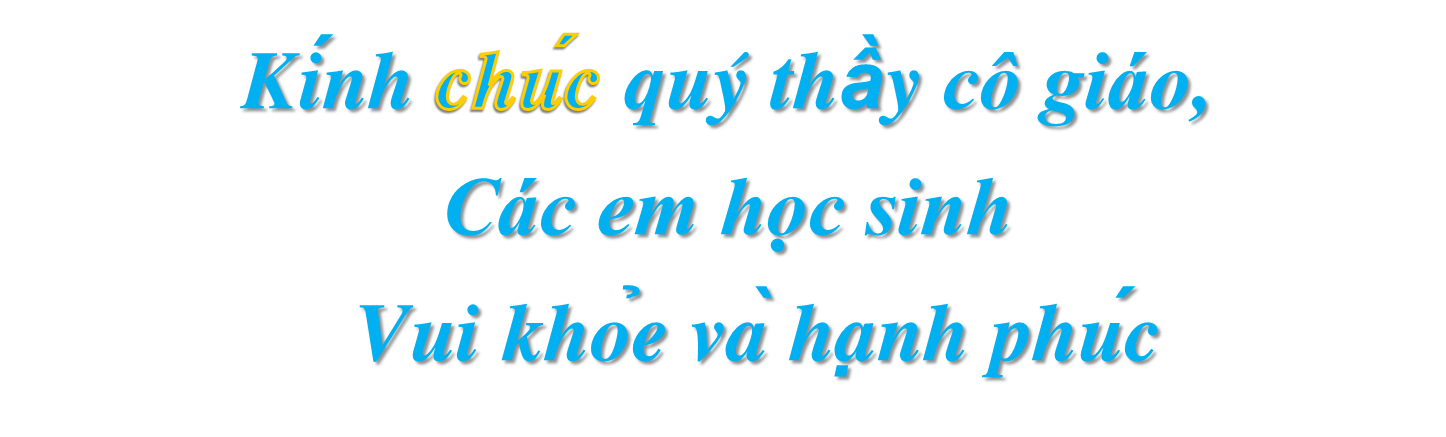 Kính chúc quý thầy cô giáo,
Các em học sinh
Vui khỏe và hạnh phúc